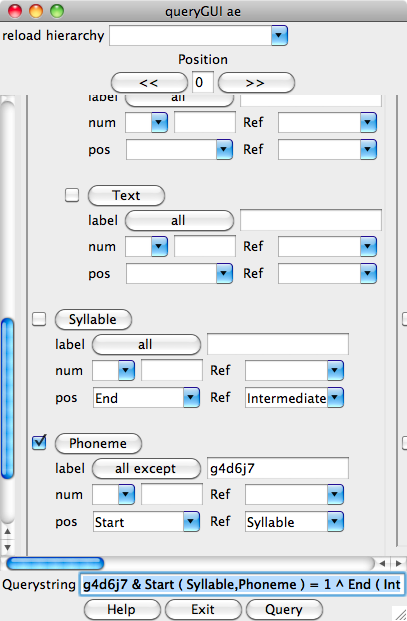 queryGUI ae
reload hierarchy
Position
<< 0 >>
label all
num Ref
pos Ref
Text
label all
num Ref
pos Ref
Syllable
label all
num Ref
pos End Ref Intermediate
Phoneme
label all except g4d6j7
num Ref
pos Start Ref Syllable
Querystring g4d6j7 & Start ( Syllable,Phoneme ) = 1 ^ End ( Int
Help Exit Query